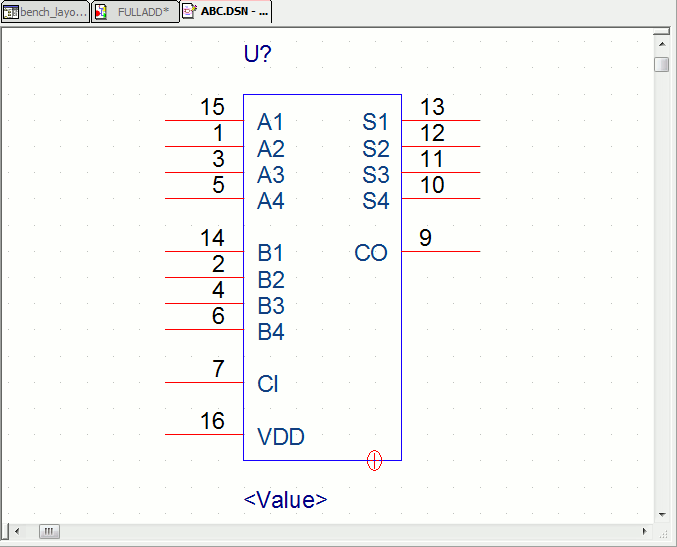 bench_layo... FULLADD* ABC.DSN - ...
U?
15 A1 S1 13
1 A2 S2 12
3 A3 S3 11
5 A4 S4 10
14 B1 CO 9
2 B2
4 B3
6 B4
7 CI
16 VDD
<Value>